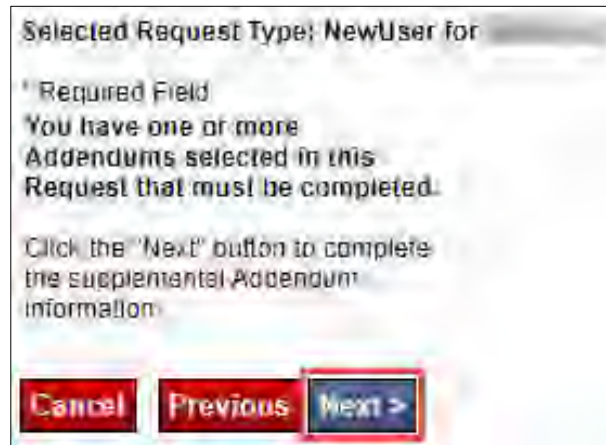 Selected Request Type: NewUser for
* Required Field
You have one or more
Addendums selected in this
Request that must be completed.
Click the "Next" button to complete
the supplemental Addendum
information
Cancel Previous Next >